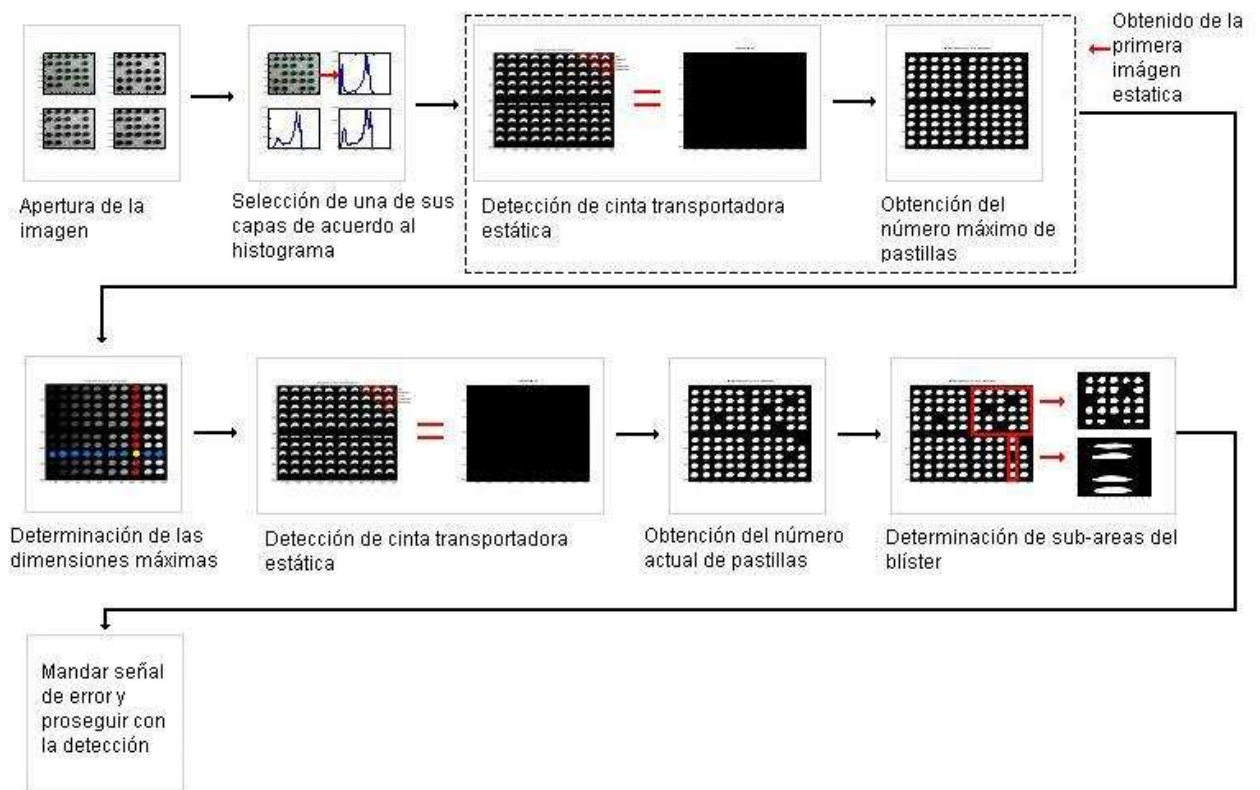 Obtenido de la
primera
imágen
estatica
Apertura de la
imagen
Selección de una de sus
capas de acuerdo al
histograma
Detección de cinta transportadora
estática
Obtención del
número máximo de
pastillas
Determinación de las
dimensiones máximas
Detección de cinta transportadora
estática
Obtención del número
actual de pastillas
Determinación de sub-areas del
blíster
Mandar señal
de error y
proseguir con
la detección